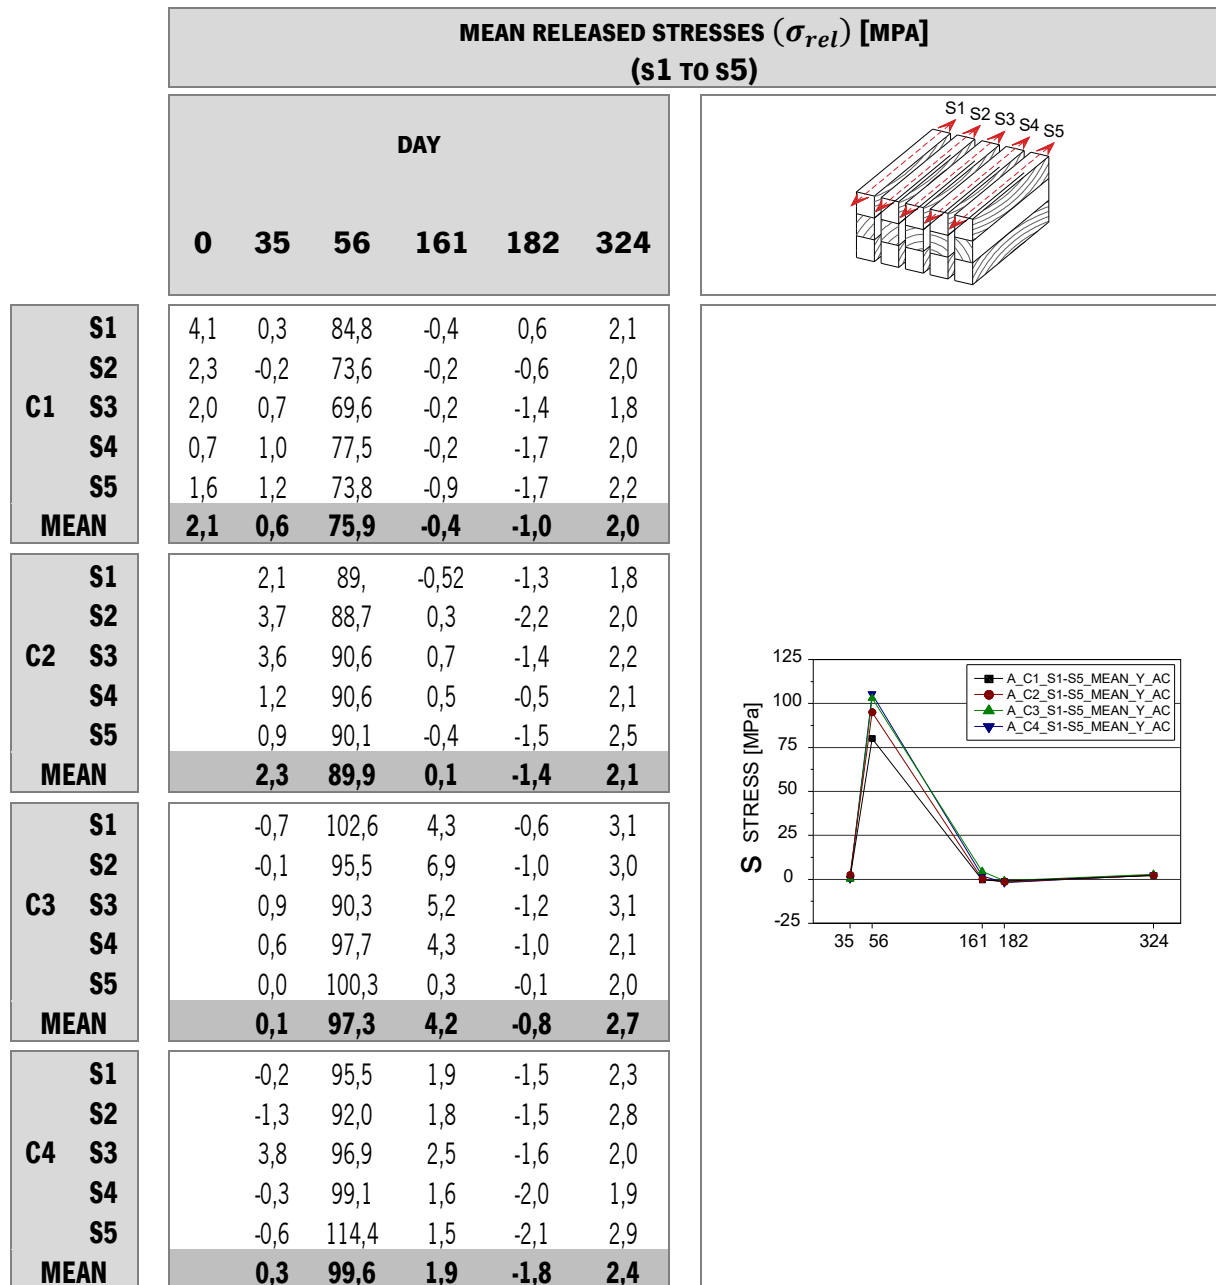 MEAN RELEASED STRESSES (σrel) [MPA]
(S1 TO S5)
DAY
0 35 56 161 182 324
S1 S2 S3 S4 S5
C1
S1 4,1 0,3 84,8 -0,4 0,6 2,1
S2 2,3 -0,2 73,6 -0,2 -0,6 2,0
S3 2,0 0,7 69,6 -0,2 -1,4 1,8
S4 0,7 1,0 77,5 -0,2 -1,7 2,0
S5 1,6 1,2 73,8 -0,9 -1,7 2,2
MEAN 2,1 0,6 75,9 -0,4 -1,0 2,0
C2
S1 2,1 89, -0,52 -1,3 1,8
S2 3,7 88,7 0,3 -2,2 2,0
S3 3,6 90,6 0,7 -1,4 2,2
S4 1,2 90,6 0,5 -0,5 2,1
S5 0,9 90,1 -0,4 -1,5 2,5
MEAN 2,3 89,9 0,1 -1,4 2,1
C3
S1 -0,7 102,6 4,3 -0,6 3,1
S2 -0,1 95,5 6,9 -1,0 3,0
S3 0,9 90,3 5,2 -1,2 3,1
S4 0,6 97,7 4,3 -1,0 2,1
S5 0,0 100,3 0,3 -0,1 2,0
MEAN 0,1 97,3 4,2 -0,8 2,7
C4
S1 -0,2 95,5 1,9 -1,5 2,3
S2 -1,3 92,0 1,8 -1,5 2,8
S3 3,8 96,9 2,5 -1,6 2,0
S4 -0,3 99,1 1,6 -2,0 1,9
S5 -0,6 114,4 1,5 -2,1 2,9
MEAN 0,3 99,6 1,9 -1,8 2,4
S STRESS [MPa]
125
100
75
50
25
0
-25
35 56 161 182 324
A_C1_S1-S5_MEAN_Y_AC
A_C2_S1-S5_MEAN_Y_AC
A_C3_S1-S5_MEAN_Y_AC
A_C4_S1-S5_MEAN_Y_AC